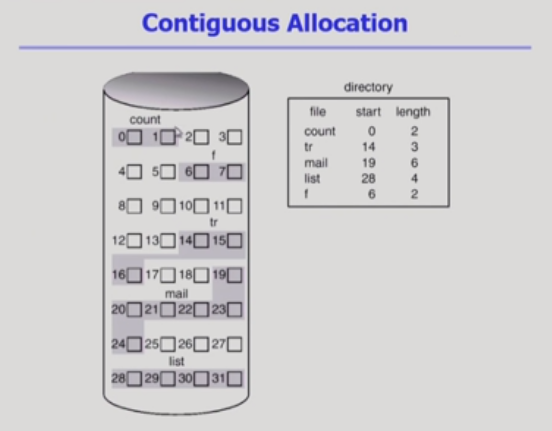 Contiguous Allocation
count
0 1 2 3
f
4 5 6 7
8 9 10 11
tr
12 13 14 15
16 17 18 19
mail
20 21 22 23
24 25 26 27
list
28 29 30 31
directory
file start length
count 0 2
tr 14 3
mail 19 6
list 28 4
f 6 2